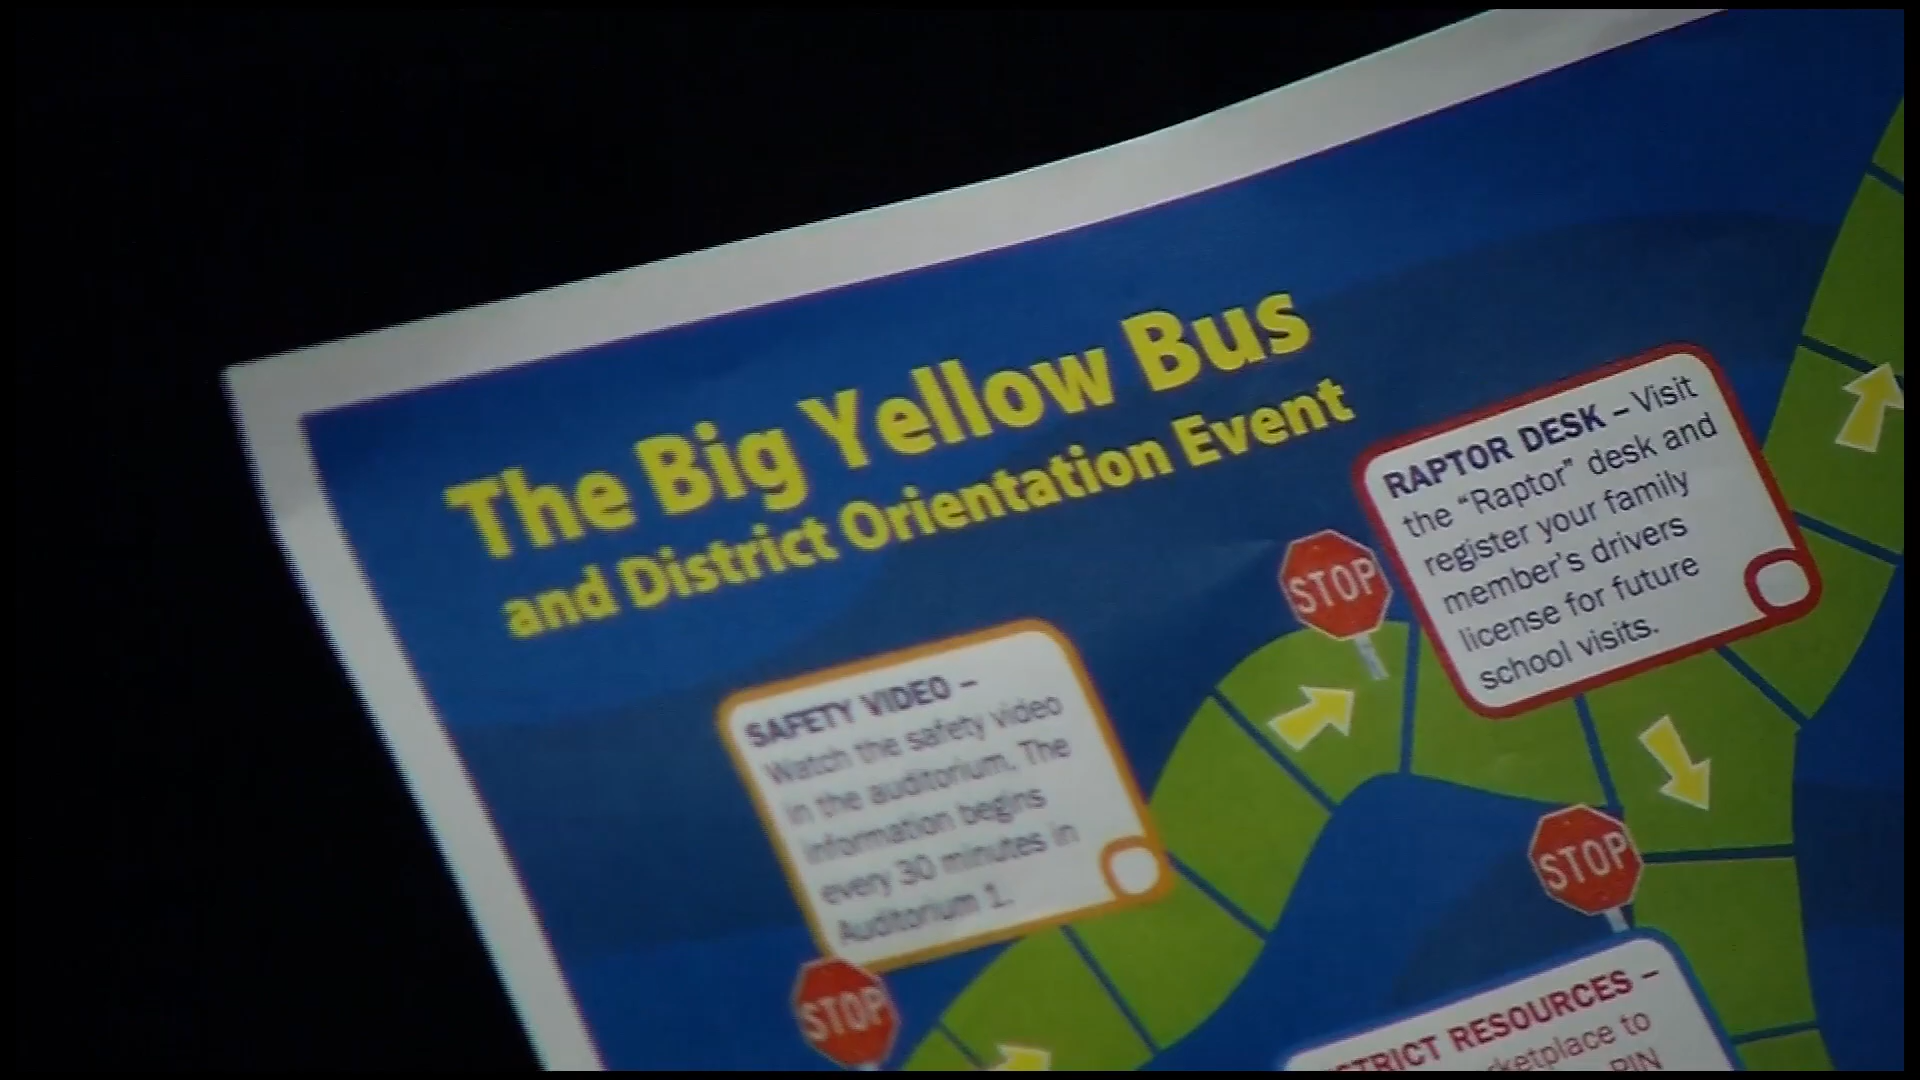 The Big Yellow Bus
and District Orientation Event
RAPTOR DESK – Visit
the “Raptor” desk and
register your family
member's drivers
license for future
school visits.
STOP
SAFETY VIDEO –
Watch the safety video
in the auditorium. The
information begins
every 30 minutes in
Auditorium 1.
STOP
STOP
RESOURCES –
to
PIN